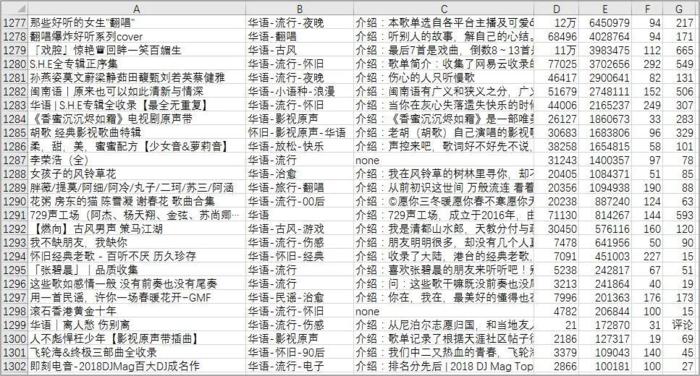 A B C D E F G
1277 那些好听的女生"翻唱" 华语-流行-夜晚 介绍：本歌单选自各平台主播及可爱 12万 6450979 94 217
1278 翻唱爆炸好听系列cover 华语-翻唱 介绍：听别人的故事，解自己的心结。 68496 4028764 94 171
1279 「戏腔」惊艳♛回眸一笑百媚生 华语-古风 介绍：最后7首是戏曲，倒数8~13首是 11万 3983475 112 665
1280 S.H.E全专辑正序集 华语-流行-怀旧 歌单简介：收集了网易云收录的 77025 3702656 292 549
1281 孙燕姿莫文蔚梁静茹田馥甄刘若英蔡健雅 华语-流行-夜晚 介绍：伤心的人只听慢歌 46417 2900641 82 131
1282 闽南语丨原来也可以如此清新与情深 华语-小语种-浪漫 介绍：闽南语有广义和狭义之分，广义 51679 2748111 152 506
1283 华语 | S.H.E专辑全收录【最全无重复】 华语-流行-怀旧 介绍：当你在灰心失落迷失快乐的时候 44006 2165237 249 307
1284 《香蜜沉沉烬如霜》电视剧原声带 华语-影视原声 介绍：《香蜜沉沉烬如霜》是一部唯美 26127 1860673 33 283
1285 胡歌 经典影视歌曲特辑 怀旧-影视原声-华语 介绍：老胡（胡歌）自己演唱的影视歌 30683 1683806 96 329
1286 柔，甜，美，蜜蜜配方【少女音&萝莉音】 华语-放松-快乐 介绍：声控来吧，歌词好不好先不说， 38258 1654815 58 101
1287 李荣浩（全） 华语-流行 none 31243 1400357 97 78
1288 女孩子的风铃草花 华语-治愈 介绍：我在风铃草的树林里寻你，却不 20405 1084371 51 85
1289 胖薇/提莫/阿细/阿冷/丸子/二珂/苏三/阿涵 华语-旅行-翻唱 介绍：从前初识这世间 万般流连 看着 20356 1094938 190 88
1290 花粥 房东的猫 陈雪凝 谢春花 歌曲合集 华语-流行-00后 介绍：©愿你三冬暖愿你春不寒愿你天 20238 887240 124 63
1291 729声工场（阿杰、杨天翔、金弦、苏尚卿… 华语 介绍：729声工场，成立于2016年，由 71130 814267 144 593
1292 【燃向】古风男声 策马江湖 华语-古风-游戏 介绍：我是清都山水郎，天教分付与疏 30450 576116 160 120
1293 我不缺朋友，我缺你 华语-流行-伤感 介绍：朋友明明很多，却没有几个人真 7478 641956 50 90
1294 怀旧经典老歌 - 百听不厌 历久珍存 华语-流行-怀旧 介绍：收录了大陆，港台的经典老歌， 7091 451003 227 15
1295 「张碧晨」| 品质收集 华语-流行 介绍：喜欢张碧晨的朋友来听听吧！ 5238 242887 67 51
1296 这些歌如感情一般 没有前奏也没有尾奏 华语-流行 介绍：问：这些歌干嘛既没前奏也没尾 3213 241864 40 19
1297 用一首民谣，许你一场春暖花开-GMF 华语-民谣-治愈 介绍：你在，我在，最美好的懂得也在 7996 201363 176 173
1298 滚石香港黄金十年 华语-流行-怀旧 none 4782 206844 100 15
1299 华语丨离人愁 伤别离 华语-流行-伤感 介绍：从尼泊尔志愿归国，和当地友人 21 172870 31 评论
1300 人不彪悍枉少年【影视原声带插曲】 华语-影视原声 介绍：歌单记录了根据天涯社区帖子 2186 127317 69 19
1301 飞轮海&终极三部曲全收录 华语-怀旧-90后 介绍：我们中二又热血的青春，飞轮海 3379 109043 140 45
1302 即刻电音-2018DJMag百大DJ成名作 华语-流行-电子 介绍：排名分先后 | 2018 DJ Mag Top 2866 100181 100 27